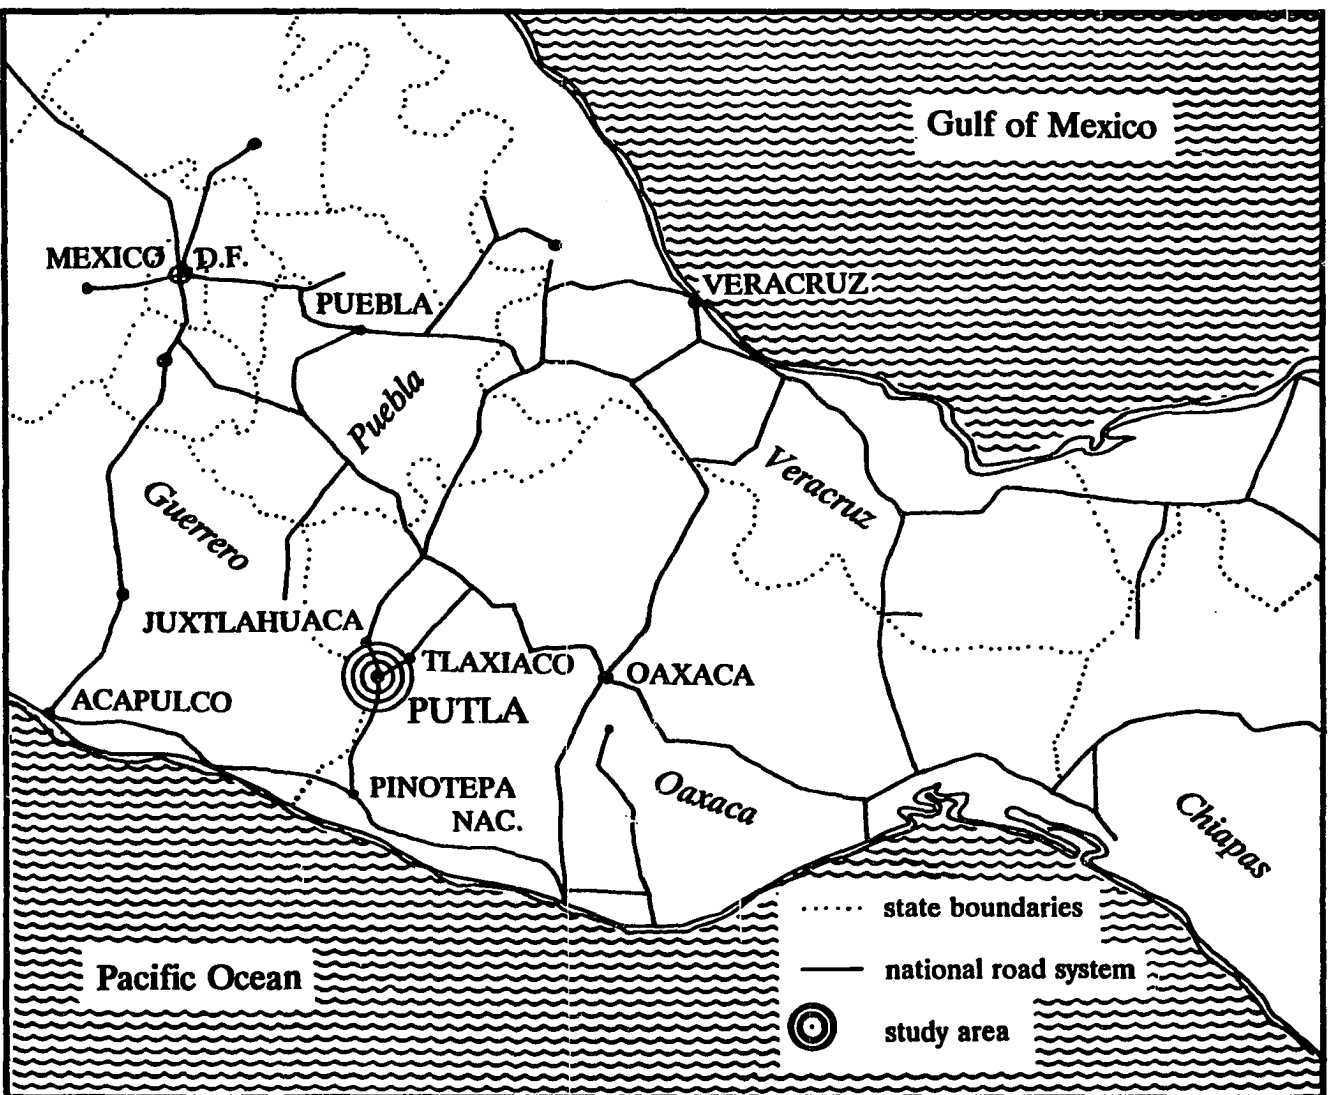 Gulf of Mexico
MEXICO D.F.
VERACRUZ
PUEBLA
Puebla
Veracruz
Guerrero
JUXTLAHUACA
TLAXIACO
OAXACA
ACAPULCO
PUTLA
PINOTEPA
NAC.
Oaxaca
Chiapas
state boundaries
Pacific Ocean
national road system
study area